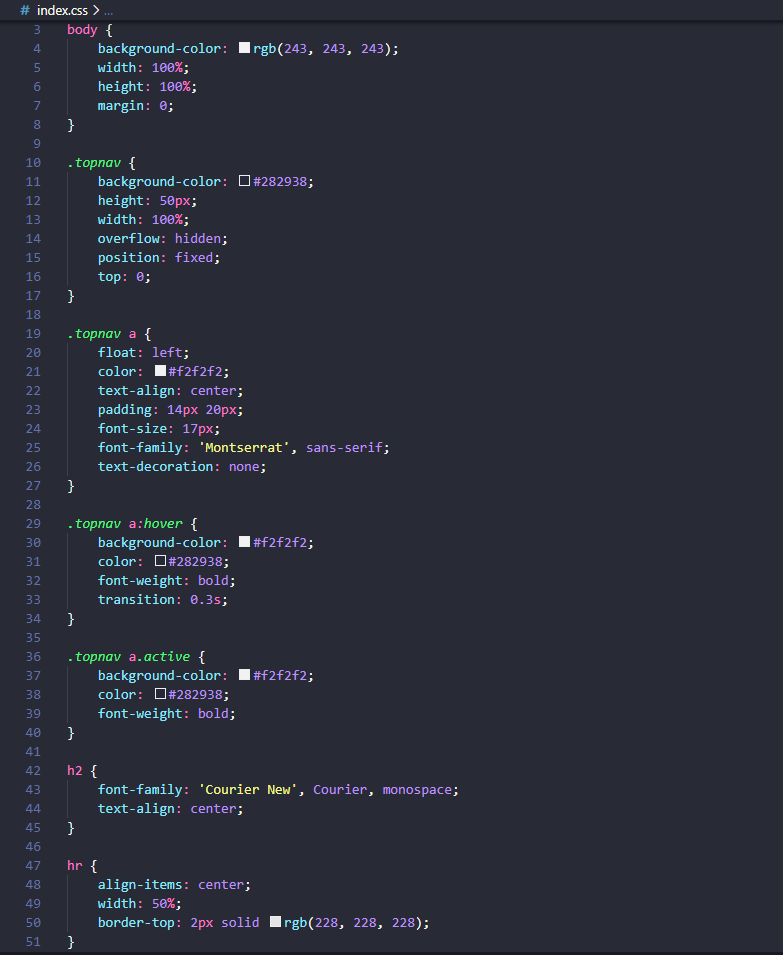 # index.css > ...
3 body {
4 background-color: rgb(243, 243, 243);
5 width: 100%;
6 height: 100%;
7 margin: 0;
8 }
9
10 .topnav {
11 background-color: #282938;
12 height: 50px;
13 width: 100%;
14 overflow: hidden;
15 position: fixed;
16 top: 0;
17 }
18
19 .topnav a {
20 float: left;
21 color: #f2f2f2;
22 text-align: center;
23 padding: 14px 20px;
24 font-size: 17px;
25 font-family: 'Montserrat', sans-serif;
26 text-decoration: none;
27 }
28
29 .topnav a:hover {
30 background-color: #f2f2f2;
31 color: #282938;
32 font-weight: bold;
33 transition: 0.3s;
34 }
35
36 .topnav a.active {
37 background-color: #f2f2f2;
38 color: #282938;
39 font-weight: bold;
40 }
41
42 h2 {
43 font-family: 'Courier New', Courier, monospace;
44 text-align: center;
45 }
46
47 hr {
48 align-items: center;
49 width: 50%;
50 border-top: 2px solid rgb(228, 228, 228);
51 }